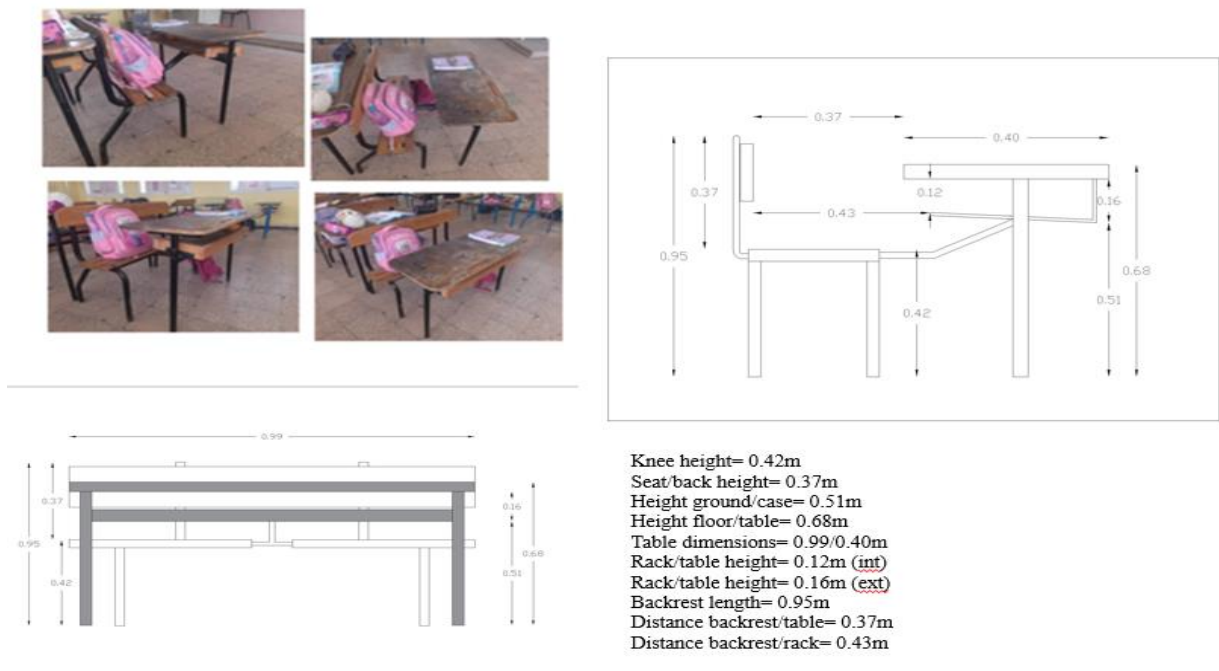 0.37
0.40
0.37
0.12
0.16
0.43
0.95
0.68
0.51
0.42
0.99
0.37
0.16
0.95
0.68
0.51
0.42
Knee height= 0.42m
Seat/back height= 0.37m
Height ground/case= 0.51m
Height floor/table= 0.68m
Table dimensions= 0.99/0.40m
Rack/table height= 0.12m (int)
Rack/table height= 0.16m (ext)
Backrest length= 0.95m
Distance backrest/table= 0.37m
Distance backrest/rack= 0.43m